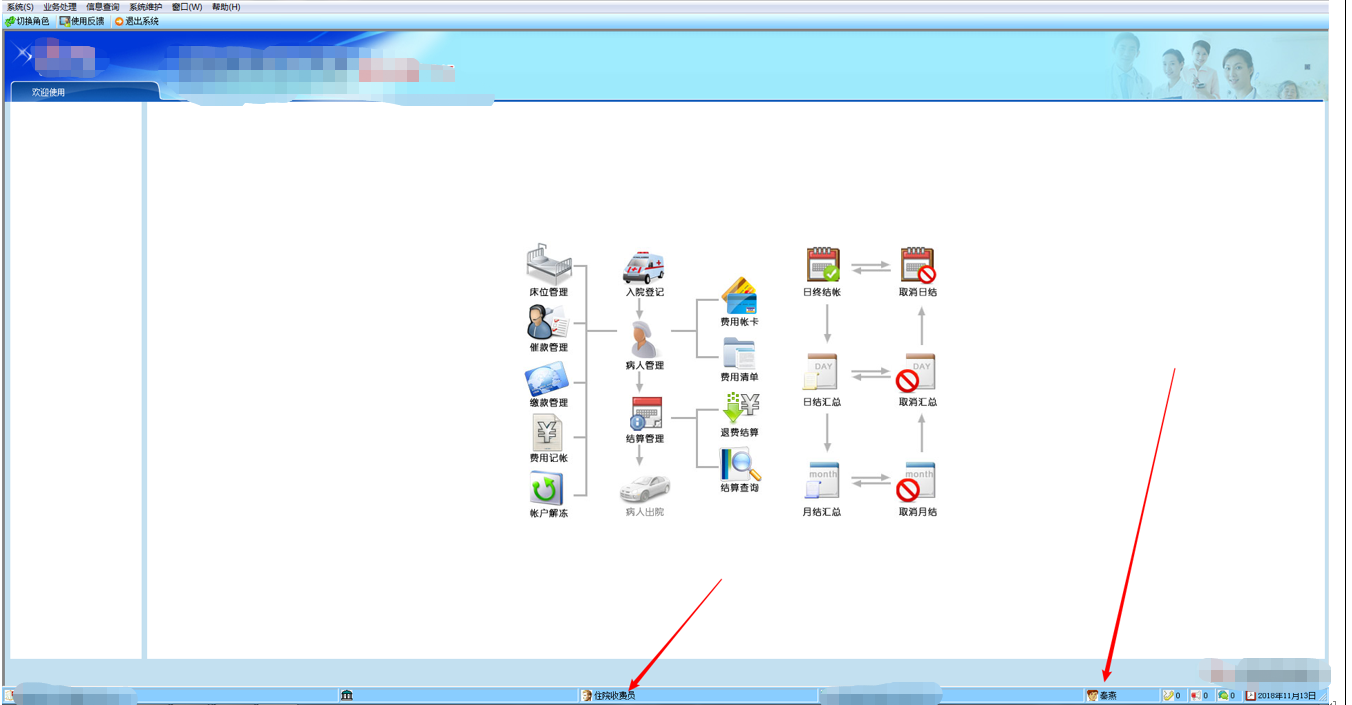 系统(S) 业务处理 信息查询 系统维护 窗口(W) 帮助(H)
切换角色 使用反馈 退出系统
欢迎使用
床位管理 入院登记 日终结帐 取消日结
费用帐卡
催款管理 病人管理
费用清单
缴款管理 日结汇总 取消汇总
DAY DAY
结算管理 退费结算
费用记帐
month month
结算查询
帐户解冻 病人出院 月结汇总 取消月结
住院收费员 秦燕 0 0 0 2018年11月13日